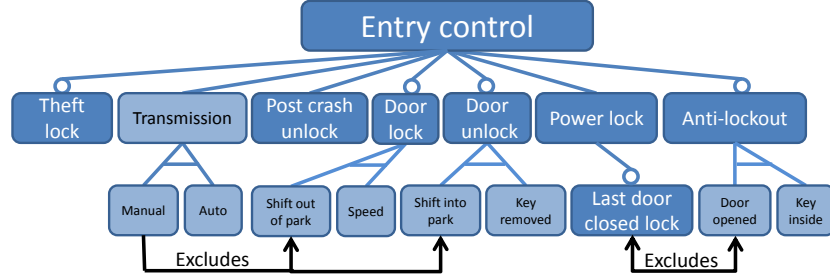 Entry control
Theft
lock
Transmission
Post crash
unlock
Door
lock
Door
unlock
Power lock
Anti-lockout
Manual
Auto
Shift out
of park
Speed
Shift into
park
Key
removed
Last door
closed lock
Door
opened
Key
inside
Excludes
Excludes